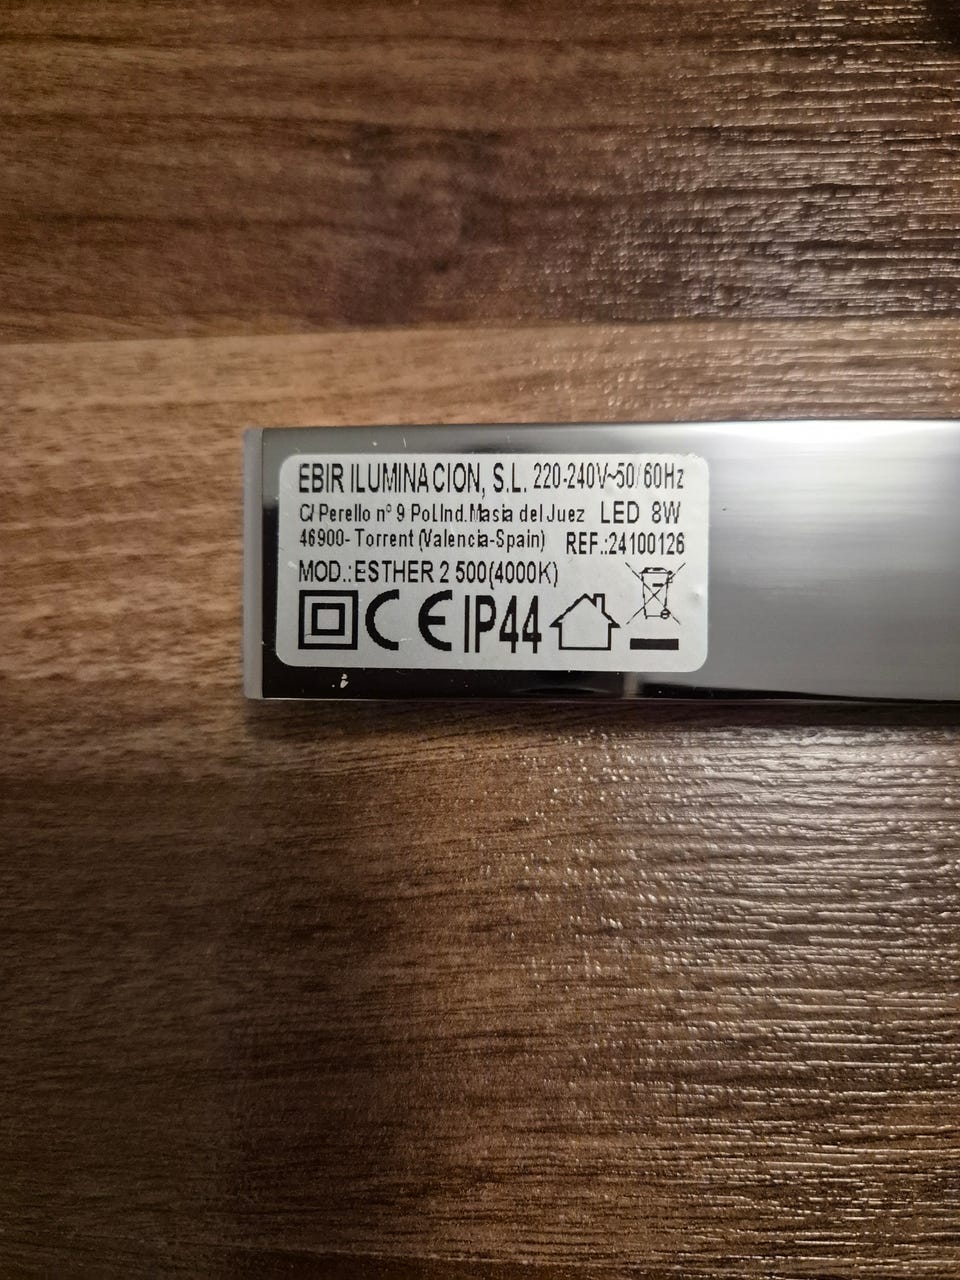 EBIR ILUMINACION, S.L. 220-240V~50/60Hz
C/ Perello nº 9 Pol.Ind.Masia del Juez LED 8W
46900- Torrent (Valencia-Spain) REF.:24100126
MOD.:ESTHER 2 500(4000K)
CE IP44